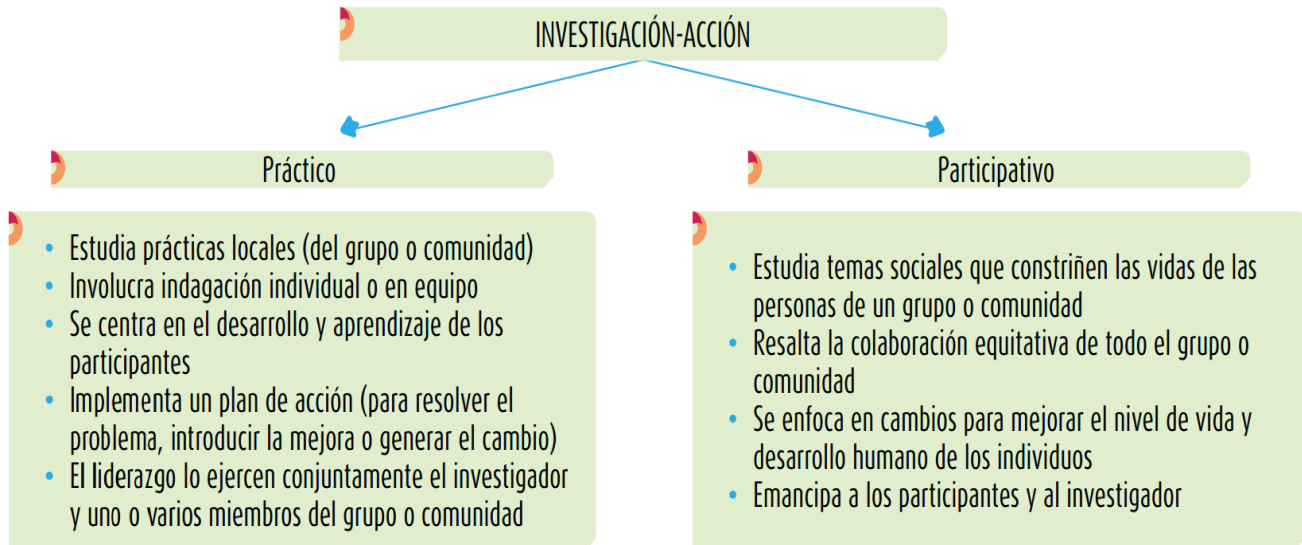 INVESTIGACIÓN-ACCIÓN
Práctico
• Estudia prácticas locales (del grupo o comunidad)
• Involucra indagación individual o en equipo
• Se centra en el desarrollo y aprendizaje de los
participantes
• Implementa un plan de acción (para resolver el
problema, introducir la mejora o generar el cambio)
• El liderazgo lo ejercen conjuntamente el investigador
y uno o varios miembros del grupo o comunidad
Participativo
• Estudia temas sociales que constriñen las vidas de las
personas de un grupo o comunidad
• Resalta la colaboración equitativa de todo el grupo o
comunidad
• Se enfoca en cambios para mejorar el nivel de vida y
desarrollo humano de los individuos
• Emancipa a los participantes y al investigador